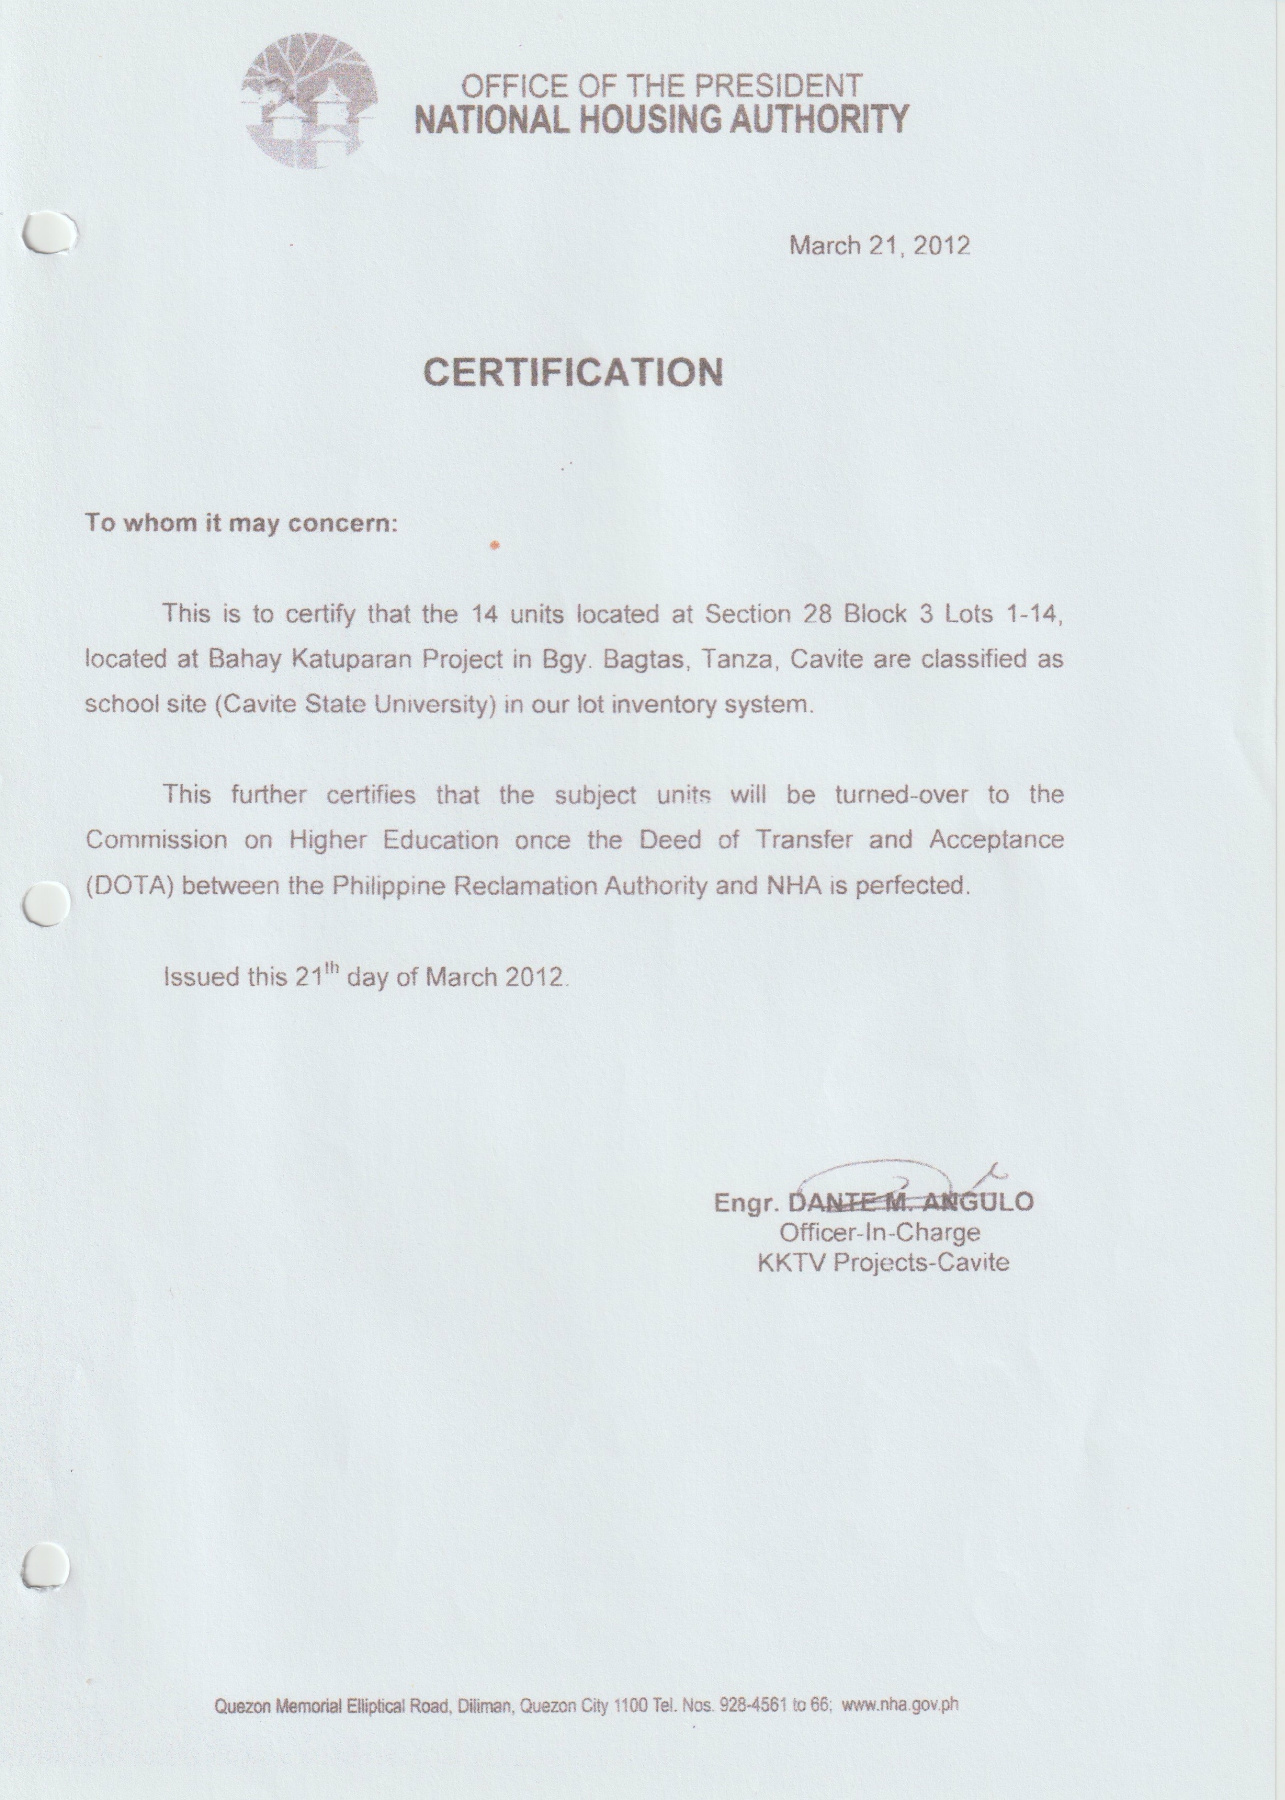 OFFICE OF THE PRESIDENT
NATIONAL HOUSING AUTHORITY
March 21, 2012
CERTIFICATION
To whom it may concern:
This is to certify that the 14 units located at Section 28 Block 3 Lots 1-14,
located at Bahay Katuparan Project in Bgy. Bagtas, Tanza, Cavite are classified as
school site (Cavite State University) in our lot inventory system.
This further certifies that the subject units will be turned-over to the
Commission on Higher Education once the Deed of Transfer and Acceptance
(DOTA) between the Philippine Reclamation Authority and NHA is perfected.
Issued this 21th day of March 2012.
Engr. DANTE M. ANGULO
Officer-In-Charge
KKTV Projects-Cavite
Quezon Memorial Elliptical Road, Diliman, Quezon City 1100 Tel. Nos. 928-4561 to 66; www.nha.gov.ph